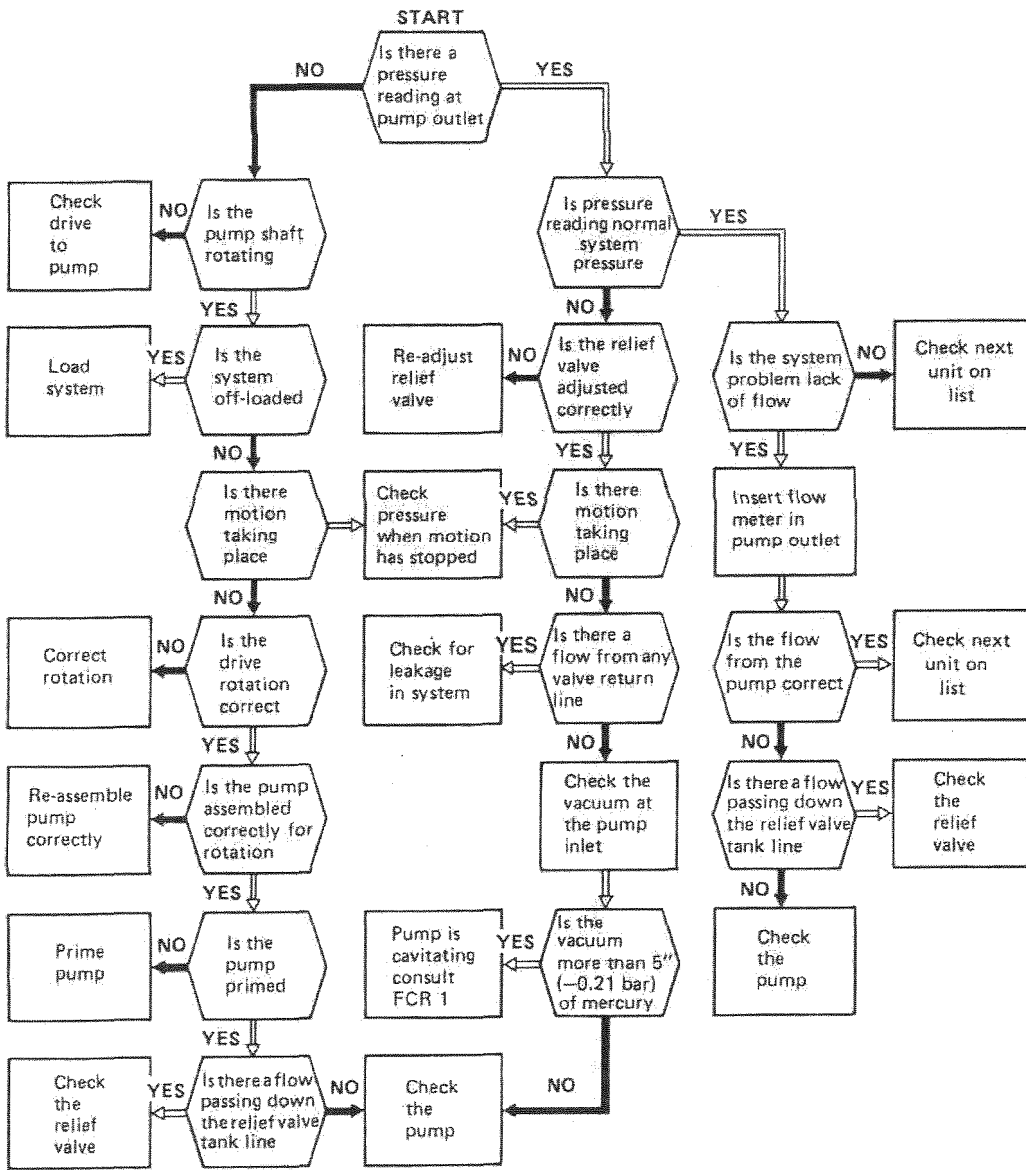 START
Is there a
pressure
reading at
pump outlet
NO
YES
Check
drive
to
pump
NO
Is the
pump shaft
rotating
YES
Is pressure
reading normal
system
pressure
YES
NO
Load
system
YES
Is the
system
off-loaded
NO
Re-adjust
relief
valve
NO
Is the relief
valve
adjusted
correctly
YES
Is the system
problem lack
of flow
NO
Check next
unit on
list
YES
Is there
motion
taking
place
NO
Check
pressure
when motion
has stopped
YES
Is there
motion
taking
place
NO
Insert flow
meter in
pump outlet
Correct
rotation
NO
Is the
drive
rotation
correct
YES
Check for
leakage
in system
YES
Is there a
flow from any
valve return
line
NO
Is the flow
from the
pump correct
YES
Check next
unit on
list
NO
Re-assemble
pump
correctly
NO
Is the pump
assembled
correctly for
rotation
YES
Check the
vacuum at
the pump
inlet
Is there a flow
passing down
the relief valve
tank line
YES
Check
the
relief
valve
NO
Prime
pump
NO
Is the
pump
primed
YES
Pump is
cavitating
consult
FCR 1
YES
Is the
vacuum
more than 5"
(−0.21 bar)
of mercury
NO
Check
the
pump
Check
the
relief
valve
YES
Is there a flow
passing down
the relief valve
tank line
NO
Check
the
pump